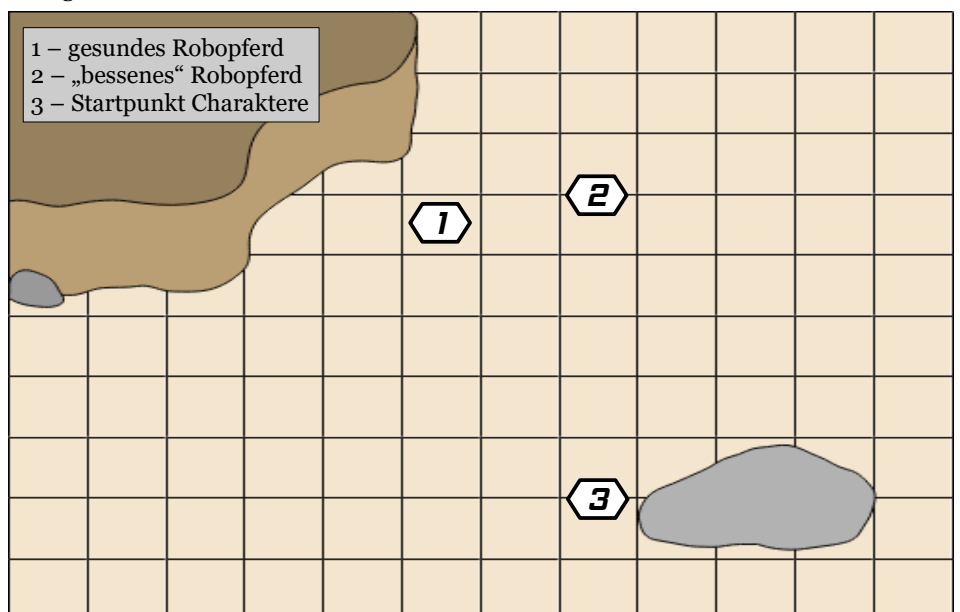 1 – gesundes Robopferd
2 – „bessenes“ Robopferd
3 – Startpunkt Charaktere
2
1
3